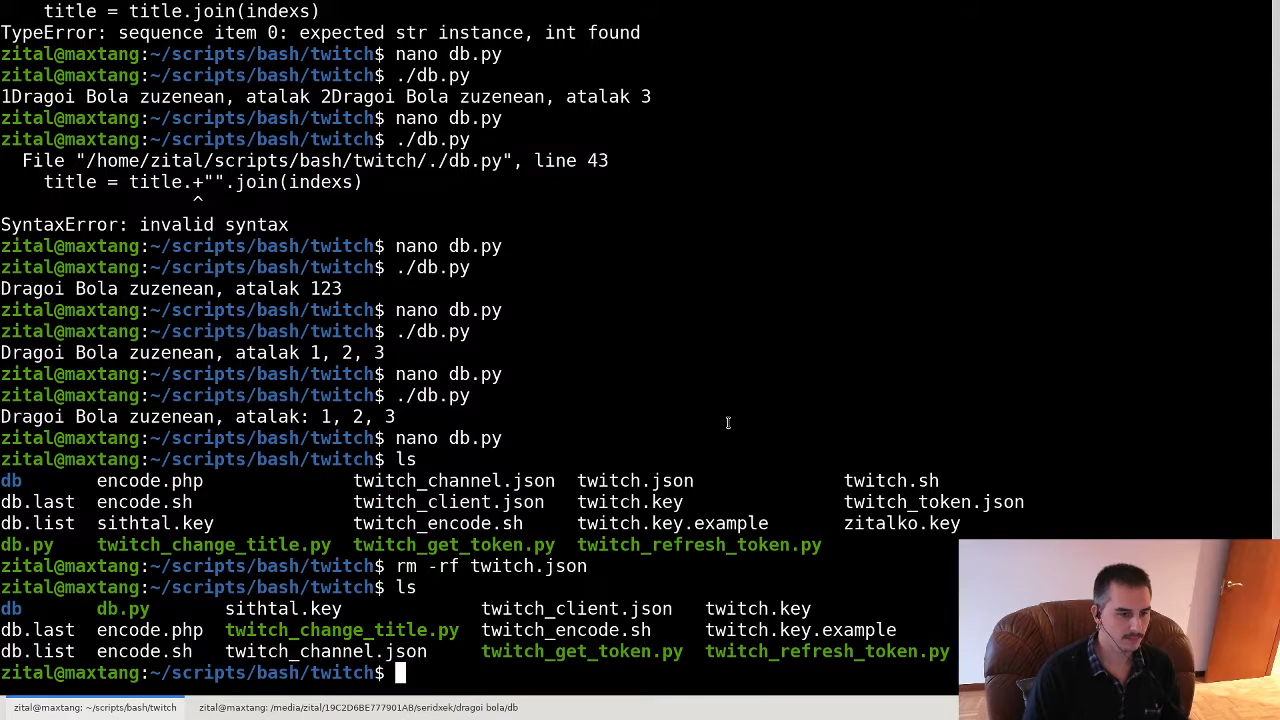 title = title.join(indexs)
TypeError: sequence item 0: expected str instance, int found
zital@maxtang:~/scripts/bash/twitch$ nano db.py
zital@maxtang:~/scripts/bash/twitch$ ./db.py
1Dragoi Bola zuzenean, atalak 2Dragoi Bola zuzenean, atalak 3
zital@maxtang:~/scripts/bash/twitch$ nano db.py
zital@maxtang:~/scripts/bash/twitch$ ./db.py
File "/home/zital/scripts/bash/twitch/./db.py", line 43
title = title.+"".join(indexs)
^
SyntaxError: invalid syntax
zital@maxtang:~/scripts/bash/twitch$ nano db.py
zital@maxtang:~/scripts/bash/twitch$ ./db.py
Dragoi Bola zuzenean, atalak 123
zital@maxtang:~/scripts/bash/twitch$ nano db.py
zital@maxtang:~/scripts/bash/twitch$ ./db.py
Dragoi Bola zuzenean, atalak 1, 2, 3
zital@maxtang:~/scripts/bash/twitch$ nano db.py
zital@maxtang:~/scripts/bash/twitch$ ./db.py
Dragoi Bola zuzenean, atalak: 1, 2, 3
zital@maxtang:~/scripts/bash/twitch$ nano db.py
zital@maxtang:~/scripts/bash/twitch$ ls
db encode.php twitch_channel.json twitch.json twitch.sh
db.last encode.sh twitch_client.json twitch.key twitch_token.json
db.list sithtal.key twitch_encode.sh twitch.key.example zitalko.key
db.py twitch_change_title.py twitch_get_token.py twitch_refresh_token.py
zital@maxtang:~/scripts/bash/twitch$ rm -rf twitch.json
zital@maxtang:~/scripts/bash/twitch$ ls
db db.py sithtal.key twitch_client.json twitch.key
db.last encode.php twitch_change_title.py twitch_encode.sh twitch.key.example
db.list encode.sh twitch_channel.json twitch_get_token.py twitch_refresh_token.py
zital@maxtang:~/scripts/bash/twitch$
zital@maxtang: ~/scripts/bash/twitch zital@maxtang: /media/zital/19C2D6BE777901AB/seridxek/dragoi bola/db